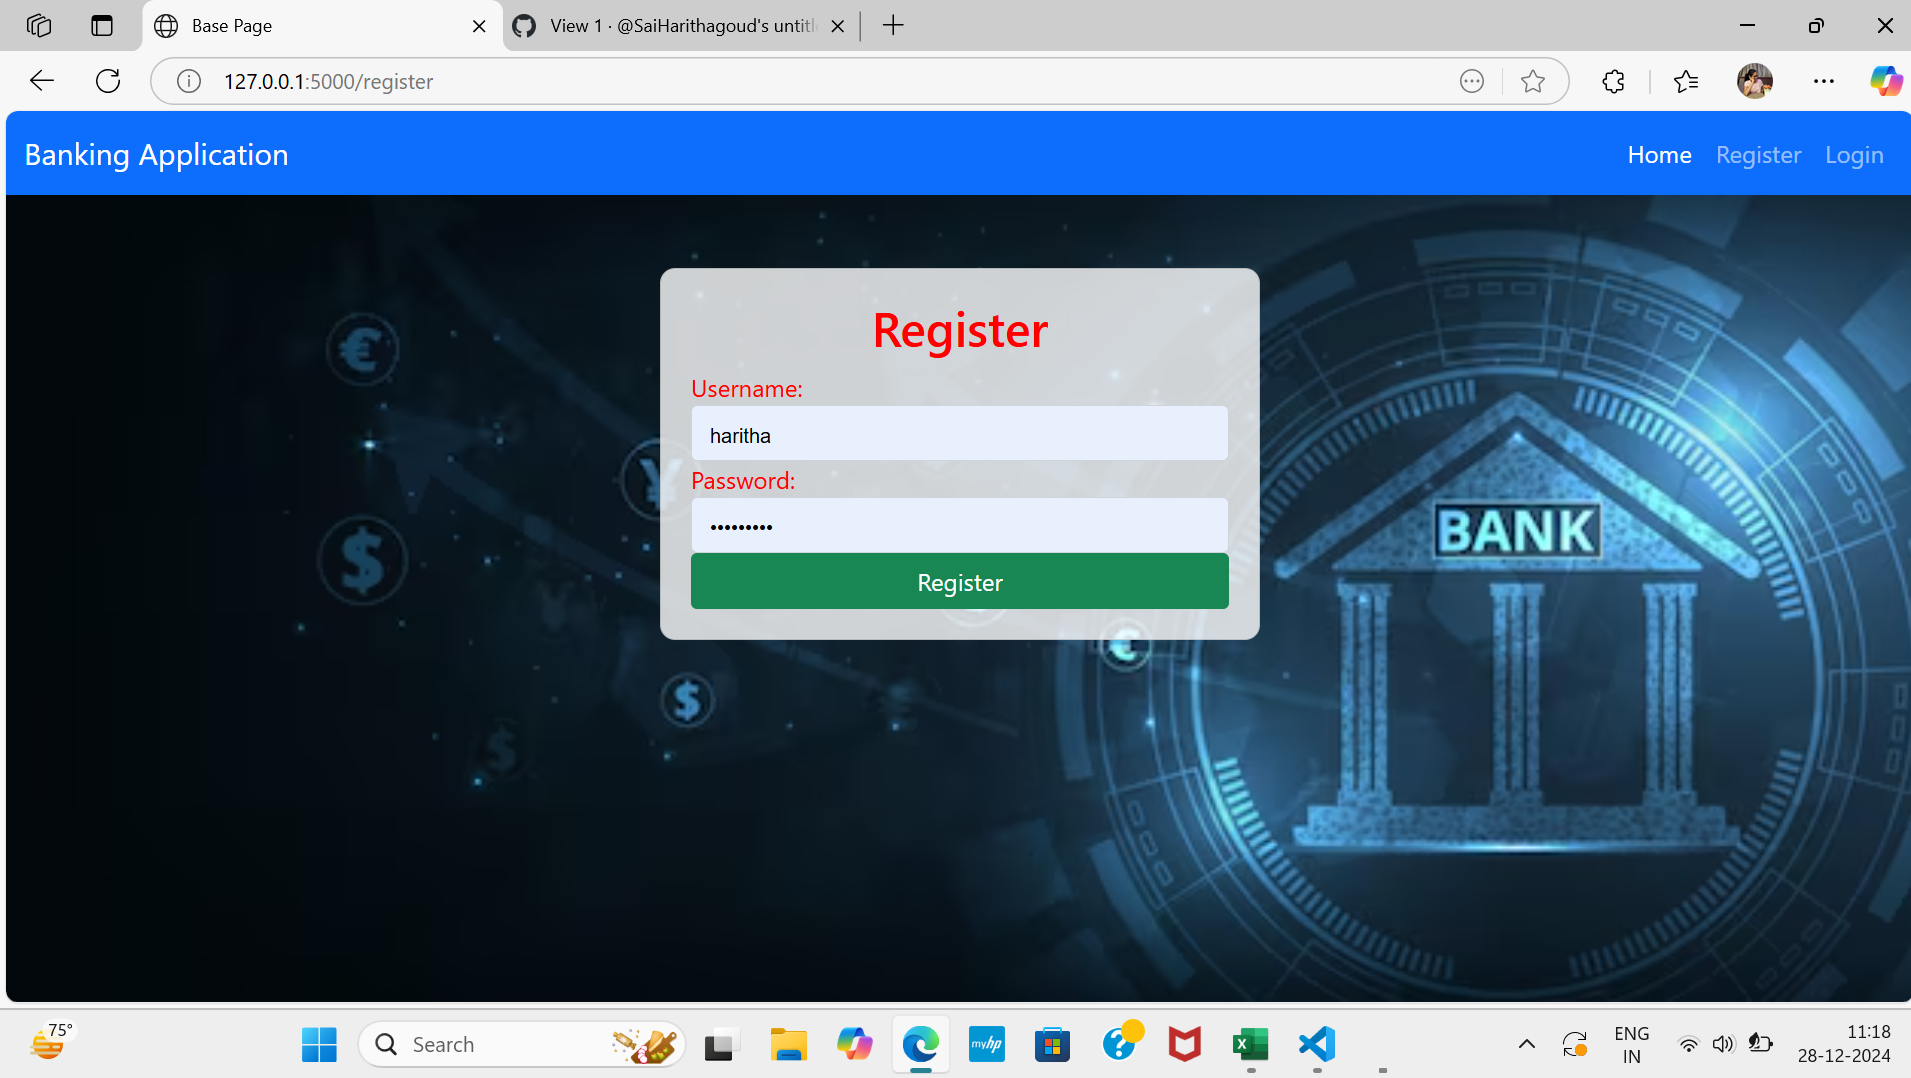 Base Page
View 1 · @SaiHarithagoud's untitl
127.0.0.1:5000/register
Banking Application
Home Register Login
Register
Username:
haritha
Password:
•••••••••
Register
BANK
75°
Search
myhp
ENG
IN
11:18
28-12-2024